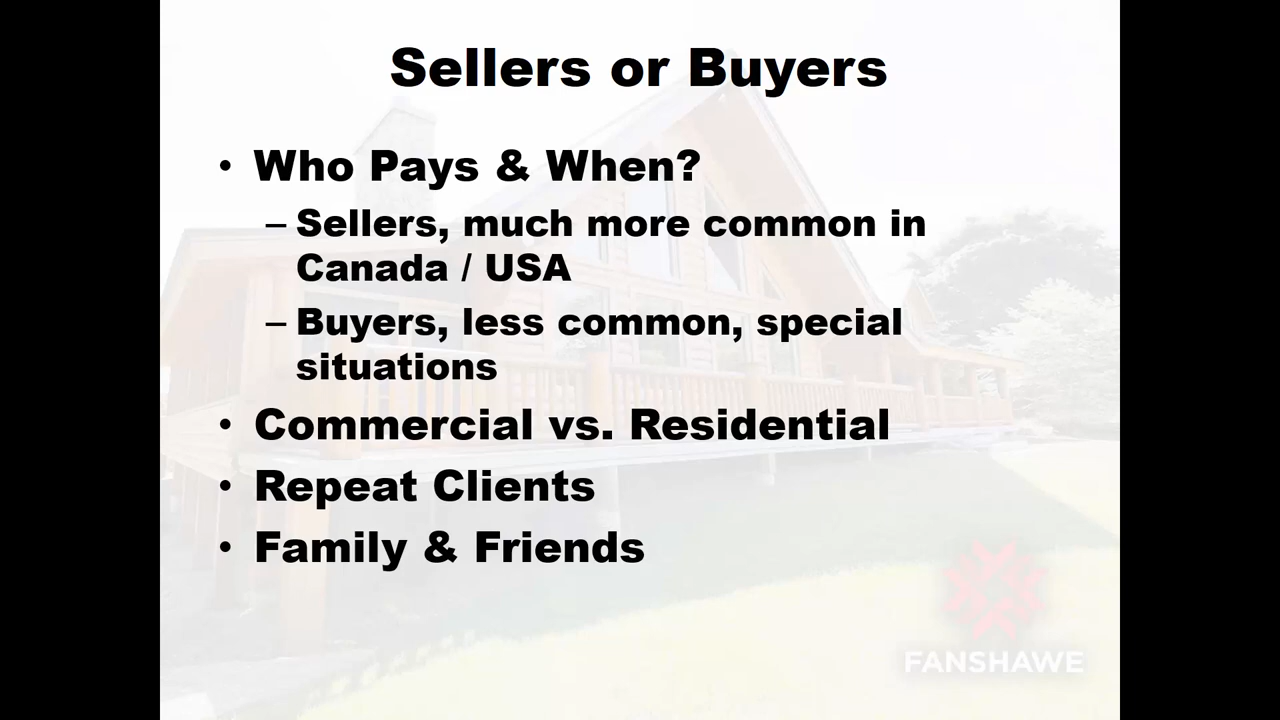 Sellers or Buyers
• Who Pays & When?
– Sellers, much more common in
Canada / USA
– Buyers, less common, special
situations
• Commercial vs. Residential
• Repeat Clients
• Family & Friends
FANSHAWE